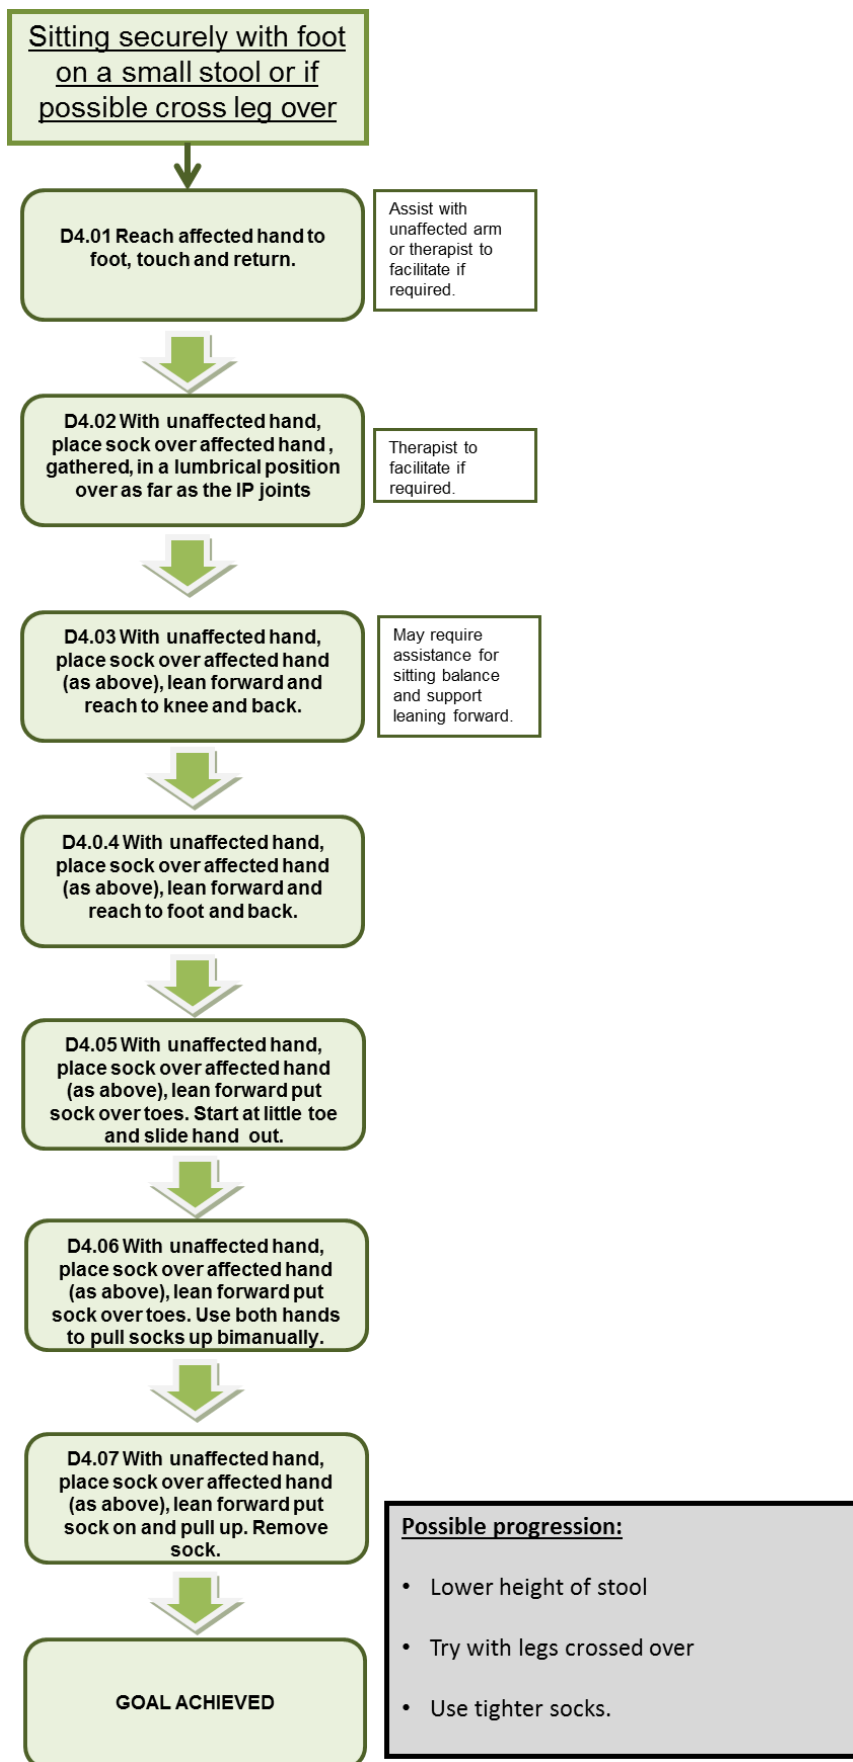 Sitting securely with foot
on a small stool or if
possible cross leg over
D4.01 Reach affected hand to
foot, touch and return.
Assist with
unaffected arm
or therapist to
facilitate if
required.
D4.02 With unaffected hand,
place sock over affected hand ,
gathered, in a lumbrical position
over as far as the IP joints
Therapist to
facilitate if
required.
D4.03 With unaffected hand,
place sock over affected hand
(as above), lean forward and
reach to knee and back.
May require
assistance for
sitting balance
and support
leaning forward.
D4.0.4 With unaffected hand,
place sock over affected hand
(as above), lean forward and
reach to foot and back.
D4.05 With unaffected hand,
place sock over affected hand
(as above), lean forward put
sock over toes. Start at little toe
and slide hand out.
D4.06 With unaffected hand,
place sock over affected hand
(as above), lean forward put
sock over toes. Use both hands
to pull socks up bimanually.
D4.07 With unaffected hand,
place sock over affected hand
(as above), lean forward put
sock on and pull up. Remove
sock.
GOAL ACHIEVED
Possible progression:
• Lower height of stool
• Try with legs crossed over
• Use tighter socks.